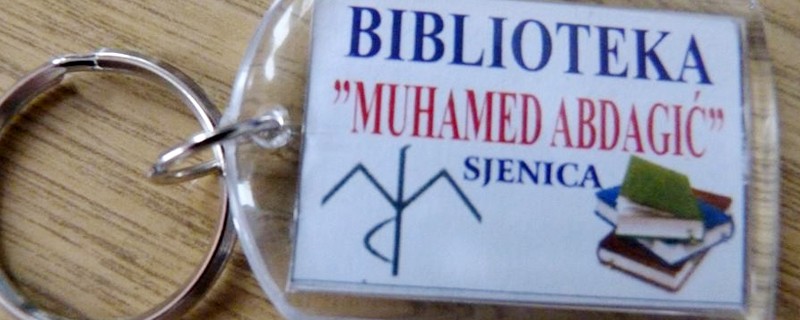 BIBLIOTEKA
”MUHAMED ABDAGIĆ”
SJENICA